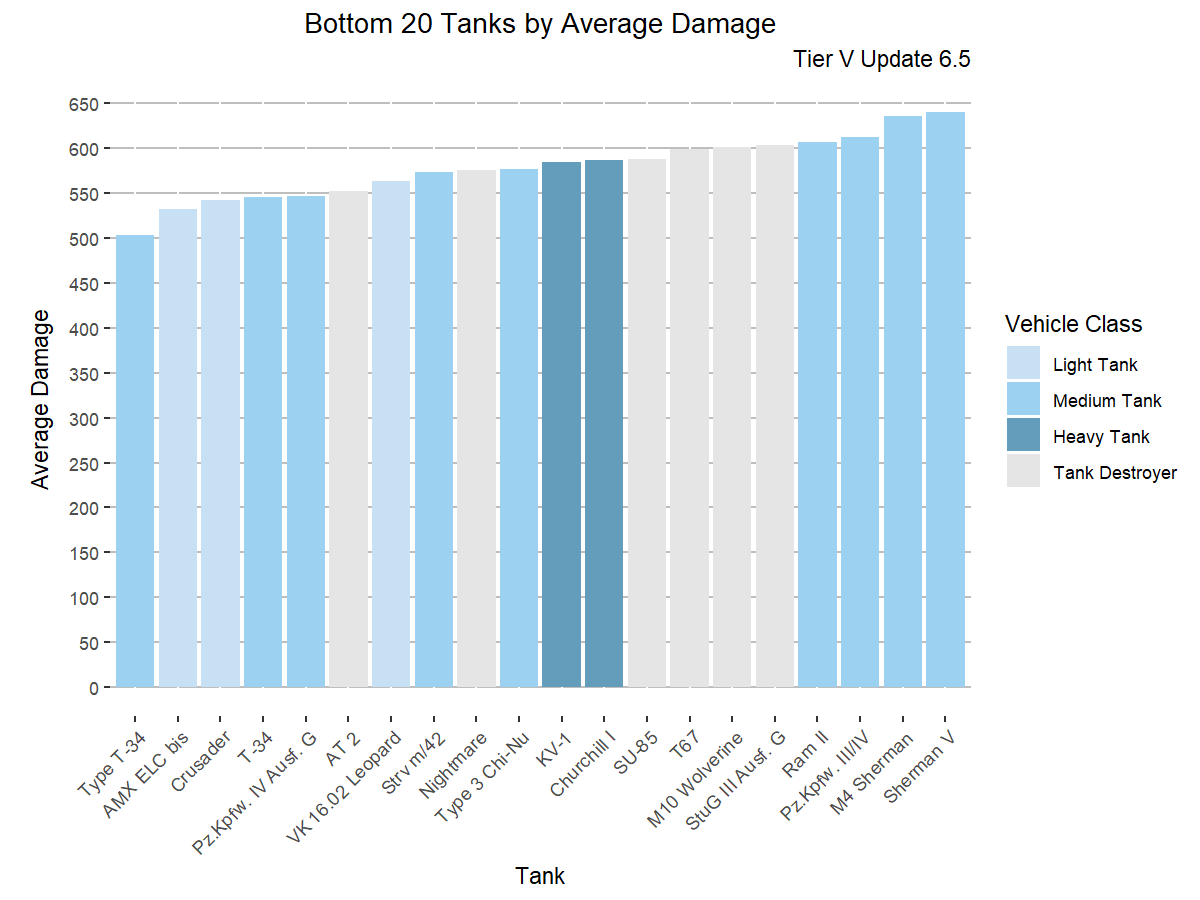 Bottom 20 Tanks by Average Damage
Tier V Update 6.5
Average Damage
650
600
550
500
450
400
350
300
250
200
150
100
50
0
Type T-34
AMX ELC bis
Crusader
T-34
Pz.Kpfw. IV Ausf. G
AT 2
VK 16.02 Leopard
Strv m/42
Nightmare
Type 3 Chi-Nu
KV-1
Churchill I
SU-85
T67
M10 Wolverine
StuG III Ausf. G
Ram II
Pz.Kpfw. III/IV
M4 Sherman
Sherman V
Tank
Vehicle Class
Light Tank
Medium Tank
Heavy Tank
Tank Destroyer